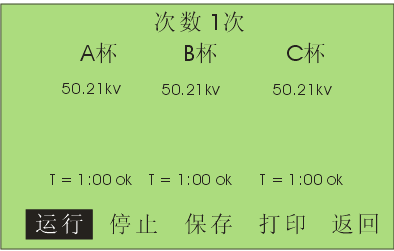 次数 1次
A杯 B杯 C杯
50.21kv 50.21kv 50.21kv
T = 1:00 ok T = 1:00 ok T = 1:00 ok
运行 停止 保存 打印 返回